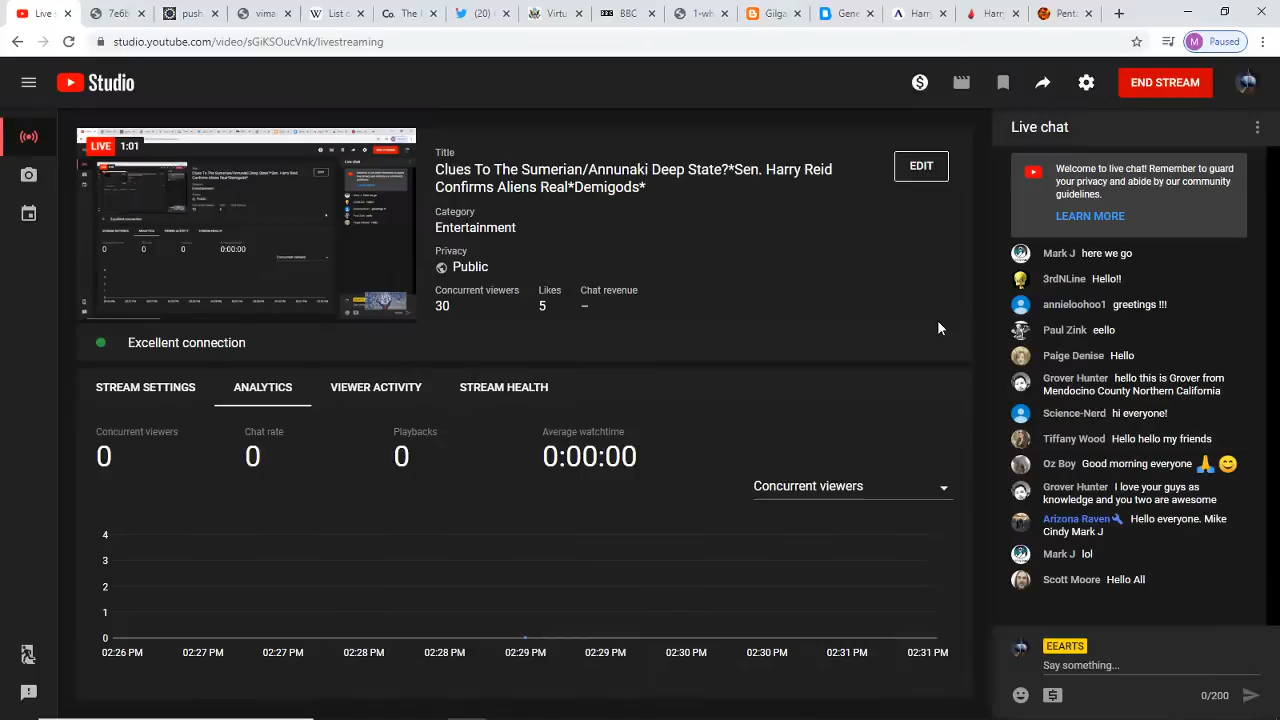 Live s
7e6b
push
vima
List c
The l
(20)
Virtu
BBC
1-wh
Gilga
Gene
Harr
Harr
Penta
studio.youtube.com/video/sGiKSOucVnk/livestreaming
M Paused
Studio
END STREAM
LIVE 1:01
Title
Clues To The Sumerian/Annunaki Deep State?*Sen. Harry Reid
Confirms Aliens Real*Demigods*
EDIT
Category
Entertainment
Privacy
Public
Concurrent viewers Likes Chat revenue
30 5 –
Excellent connection
STREAM SETTINGS ANALYTICS VIEWER ACTIVITY STREAM HEALTH
Concurrent viewers Chat rate Playbacks Average watchtime
0 0 0 0:00:00
Concurrent viewers
4
3
2
1
0
02:26 PM 02:27 PM 02:27 PM 02:28 PM 02:28 PM 02:29 PM 02:29 PM 02:30 PM 02:30 PM 02:31 PM 02:31 PM
Live chat
Welcome to live chat! Remember to guard
your privacy and abide by our community
guidelines.
LEARN MORE
Mark J here we go
3rdNLine Hello!!
annieloohoo1 greetings !!!
Paul Zink eello
Paige Denise Hello
Grover Hunter hello this is Grover from
Mendocino County Northern California
Science-Nerd hi everyone!
Tiffany Wood Hello hello my friends
Oz Boy Good morning everyone 🙏 😊
Grover Hunter I love your guys as
knowledge and you two are awesome
Arizona Raven Hello everyone. Mike
Cindy Mark J
Mark J lol
Scott Moore Hello All
EEARTS
Say something...
0/200